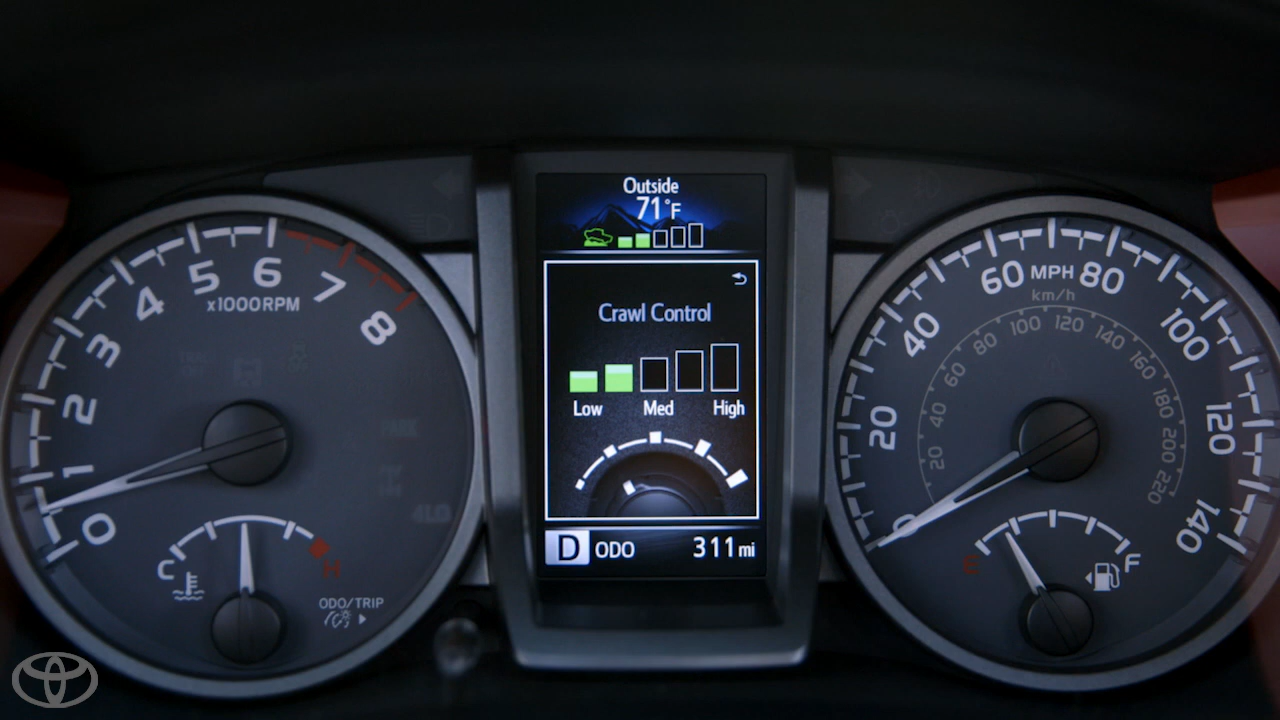 Outside
71°F
Crawl Control
Low Med High
D ODO 311 mi
0 1 2 3 4 5 6 7 8
x1000RPM
C H
ODO/TRIP
0 20 40 60 MPH 80 100 120 140
km/h
20 40 60 80 100 120 140 160 180 200 220
E F
4LO